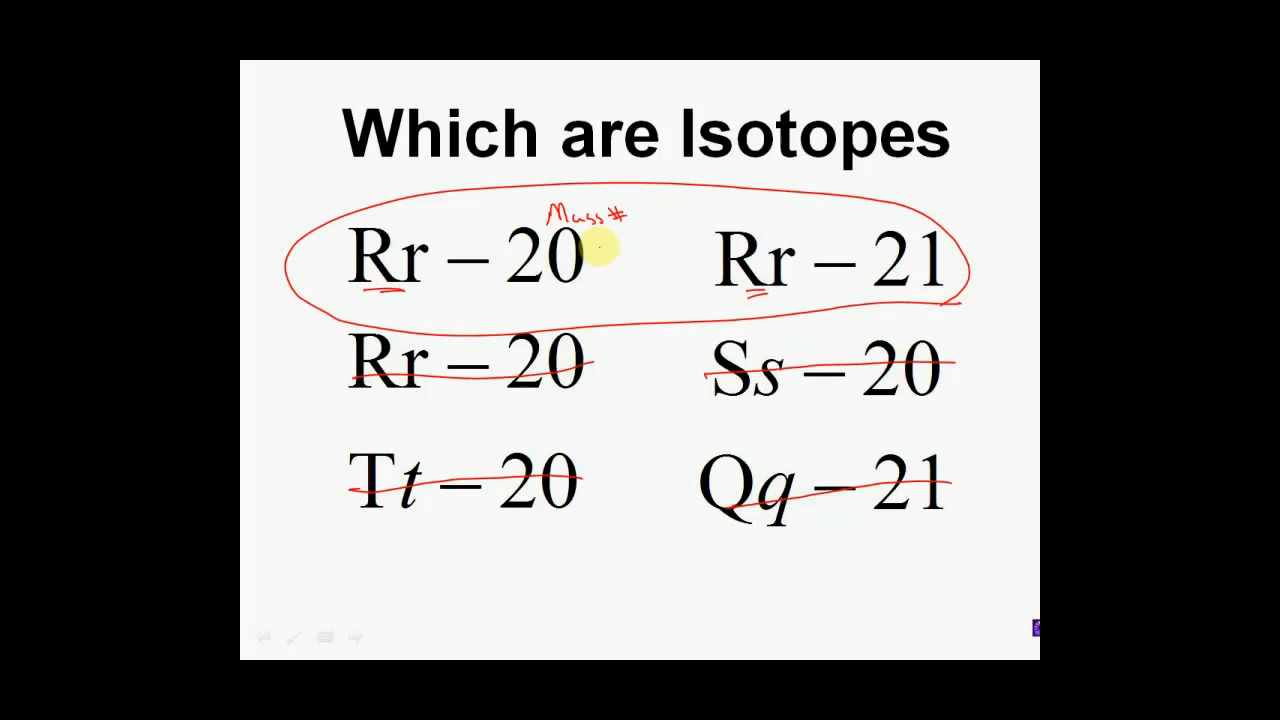 Which are Isotopes
Mass #
Rr – 20 Rr – 21
Rr – 20 Ss – 20
Tt – 20 Qq – 21